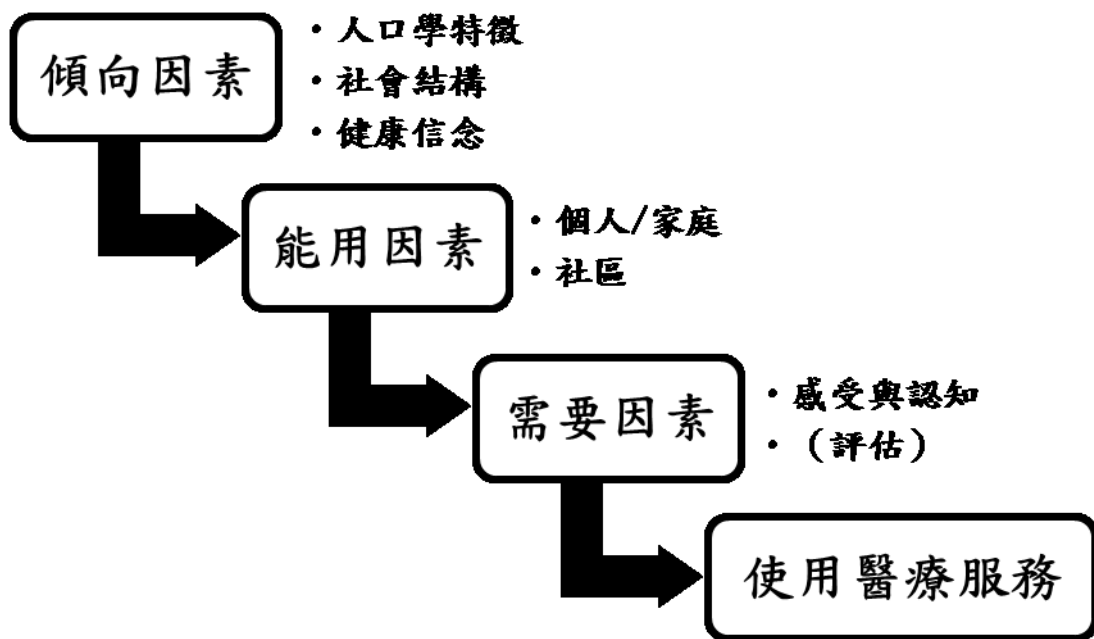 傾向因素
・人口學特徵
・社會結構
・健康信念
能用因素
・個人/家庭
・社區
需要因素
・感受與認知
・（評估）
使用醫療服務